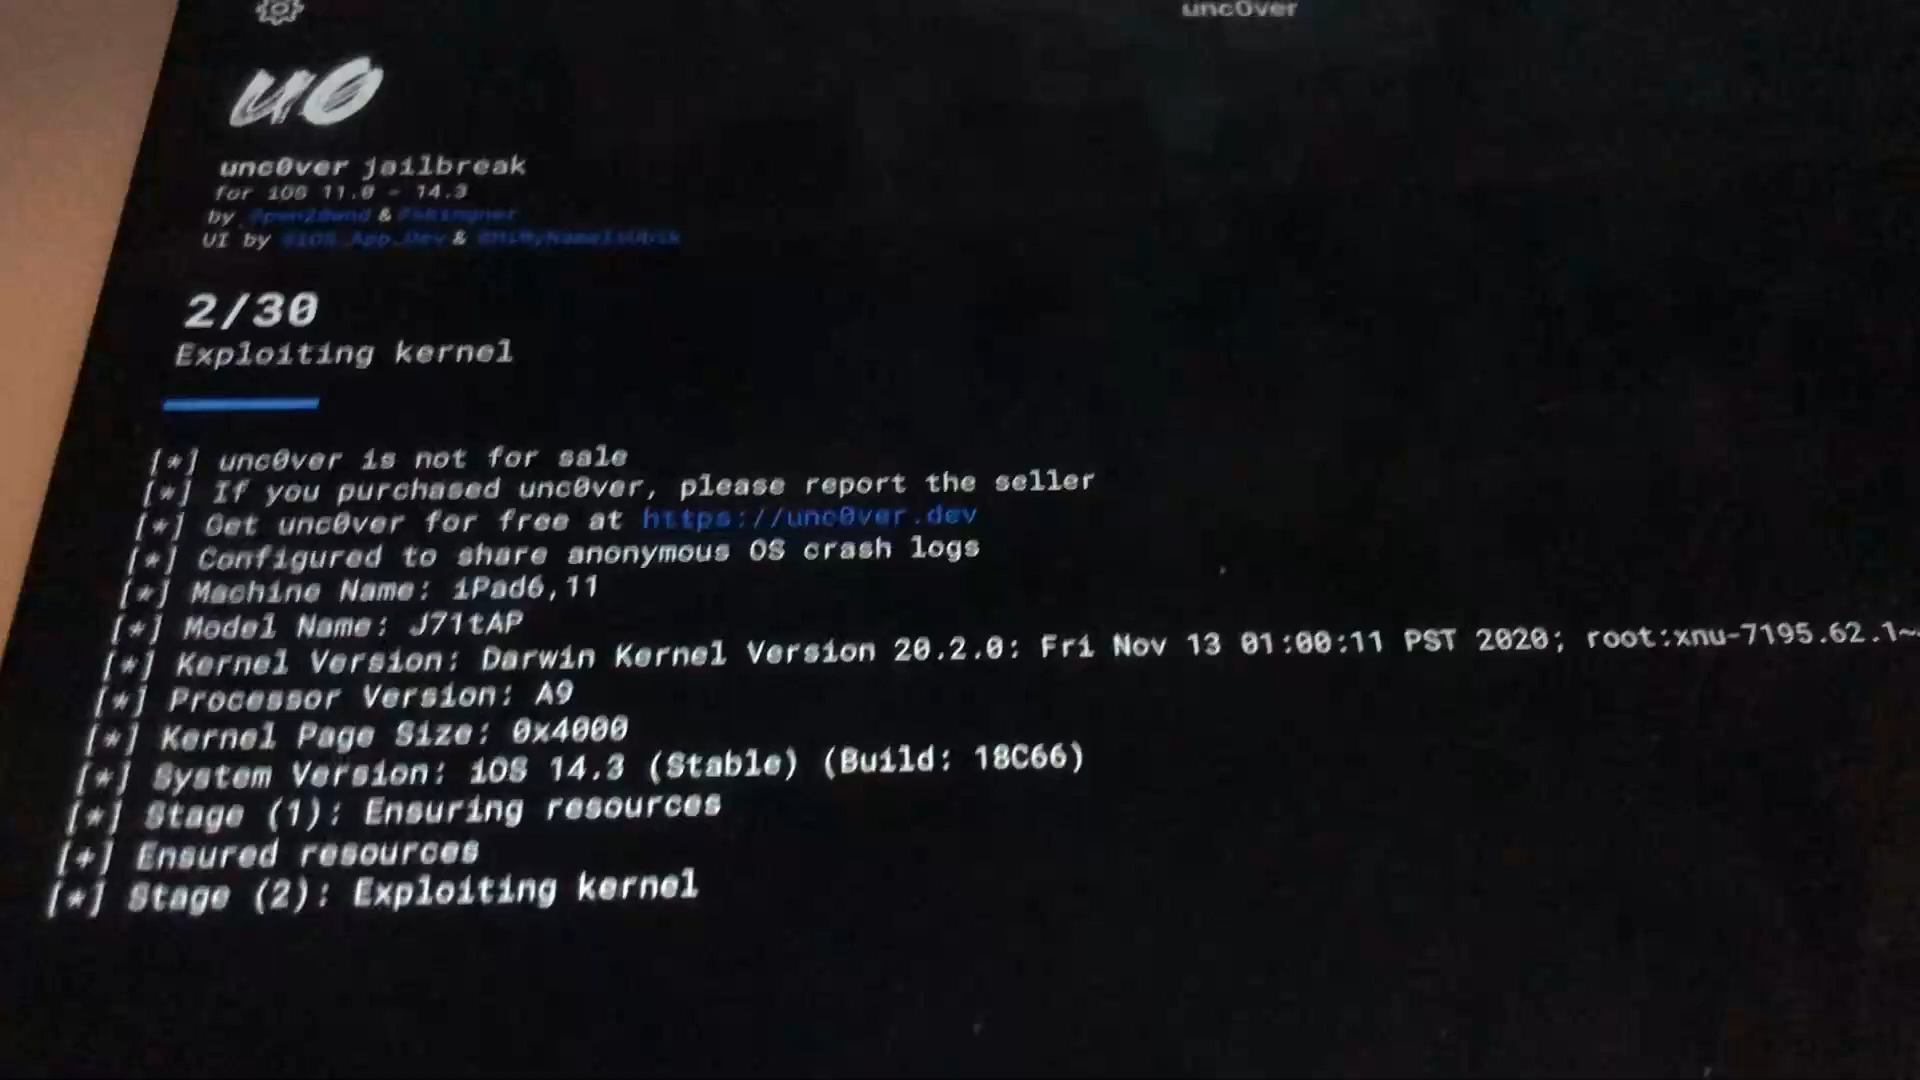 unc0ver
u0
unc0ver jailbreak
for iOS 11.0 - 14.3
by @pwn20wnd & @sbingner
UI by @iOS_App_Dev & @HiMyNameIsUbik
2/30
Exploiting kernel
[*] unc0ver is not for sale
[*] If you purchased unc0ver, please report the seller
[*] Get unc0ver for free at https://unc0ver.dev
[*] Configured to share anonymous OS crash logs
[*] Machine Name: iPad6,11
[*] Model Name: J71tAP
[*] Kernel Version: Darwin Kernel Version 20.2.0: Fri Nov 13 01:00:11 PST 2020; root:xnu-7195.62.1~
[*] Processor Version: A9
[*] Kernel Page Size: 0x4000
[*] System Version: iOS 14.3 (Stable) (Build: 18C66)
[*] Stage (1): Ensuring resources
[+] Ensured resources
[*] Stage (2): Exploiting kernel